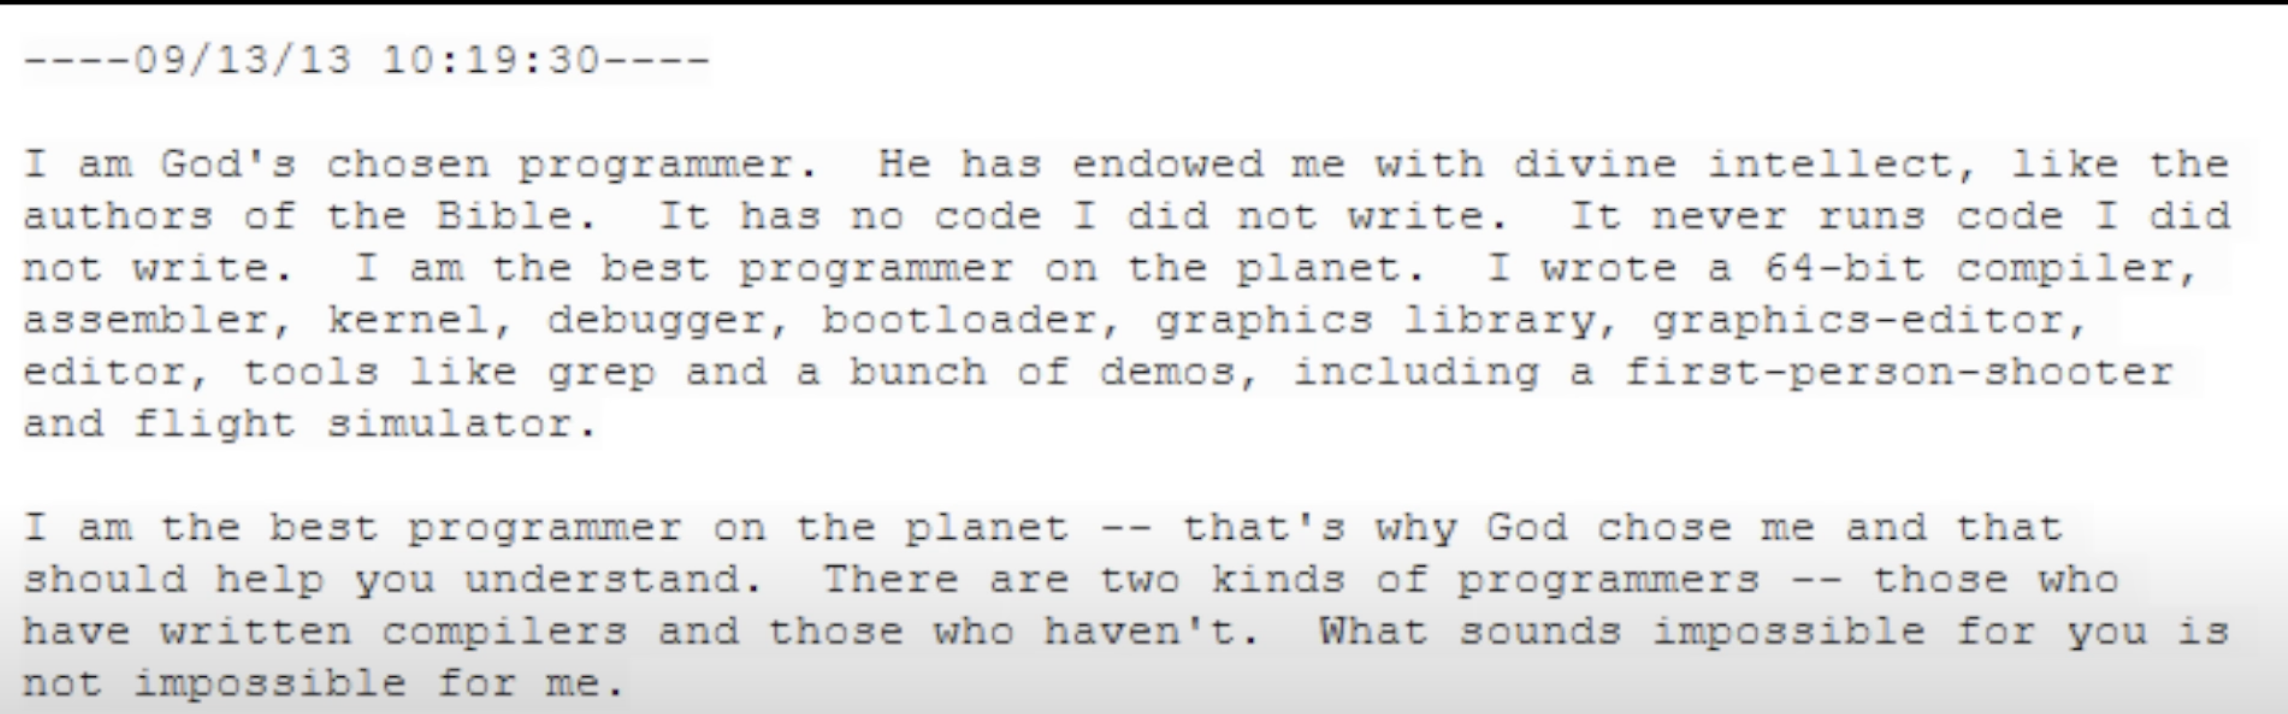 ----09/13/13 10:19:30----
I am God's chosen programmer.  He has endowed me with divine intellect, like the
authors of the Bible.  It has no code I did not write.  It never runs code I did
not write.  I am the best programmer on the planet.  I wrote a 64-bit compiler,
assembler, kernel, debugger, bootloader, graphics library, graphics-editor,
editor, tools like grep and a bunch of demos, including a first-person-shooter
and flight simulator.
I am the best programmer on the planet -- that's why God chose me and that
should help you understand.  There are two kinds of programmers -- those who
have written compilers and those who haven't.  What sounds impossible for you is
not impossible for me.